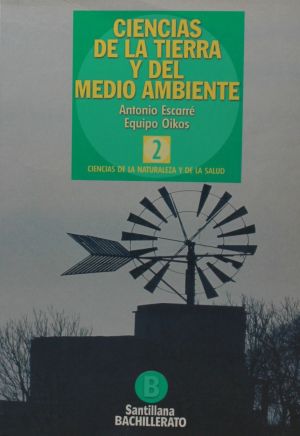 CIENCIAS
DE LA TIERRA
Y DEL
MEDIO AMBIENTE
Antonio Escarré
Equipo Oikos
2
CIENCIAS DE LA NATURALEZA Y DE LA SALUD
B
Santillana
BACHILLERATO